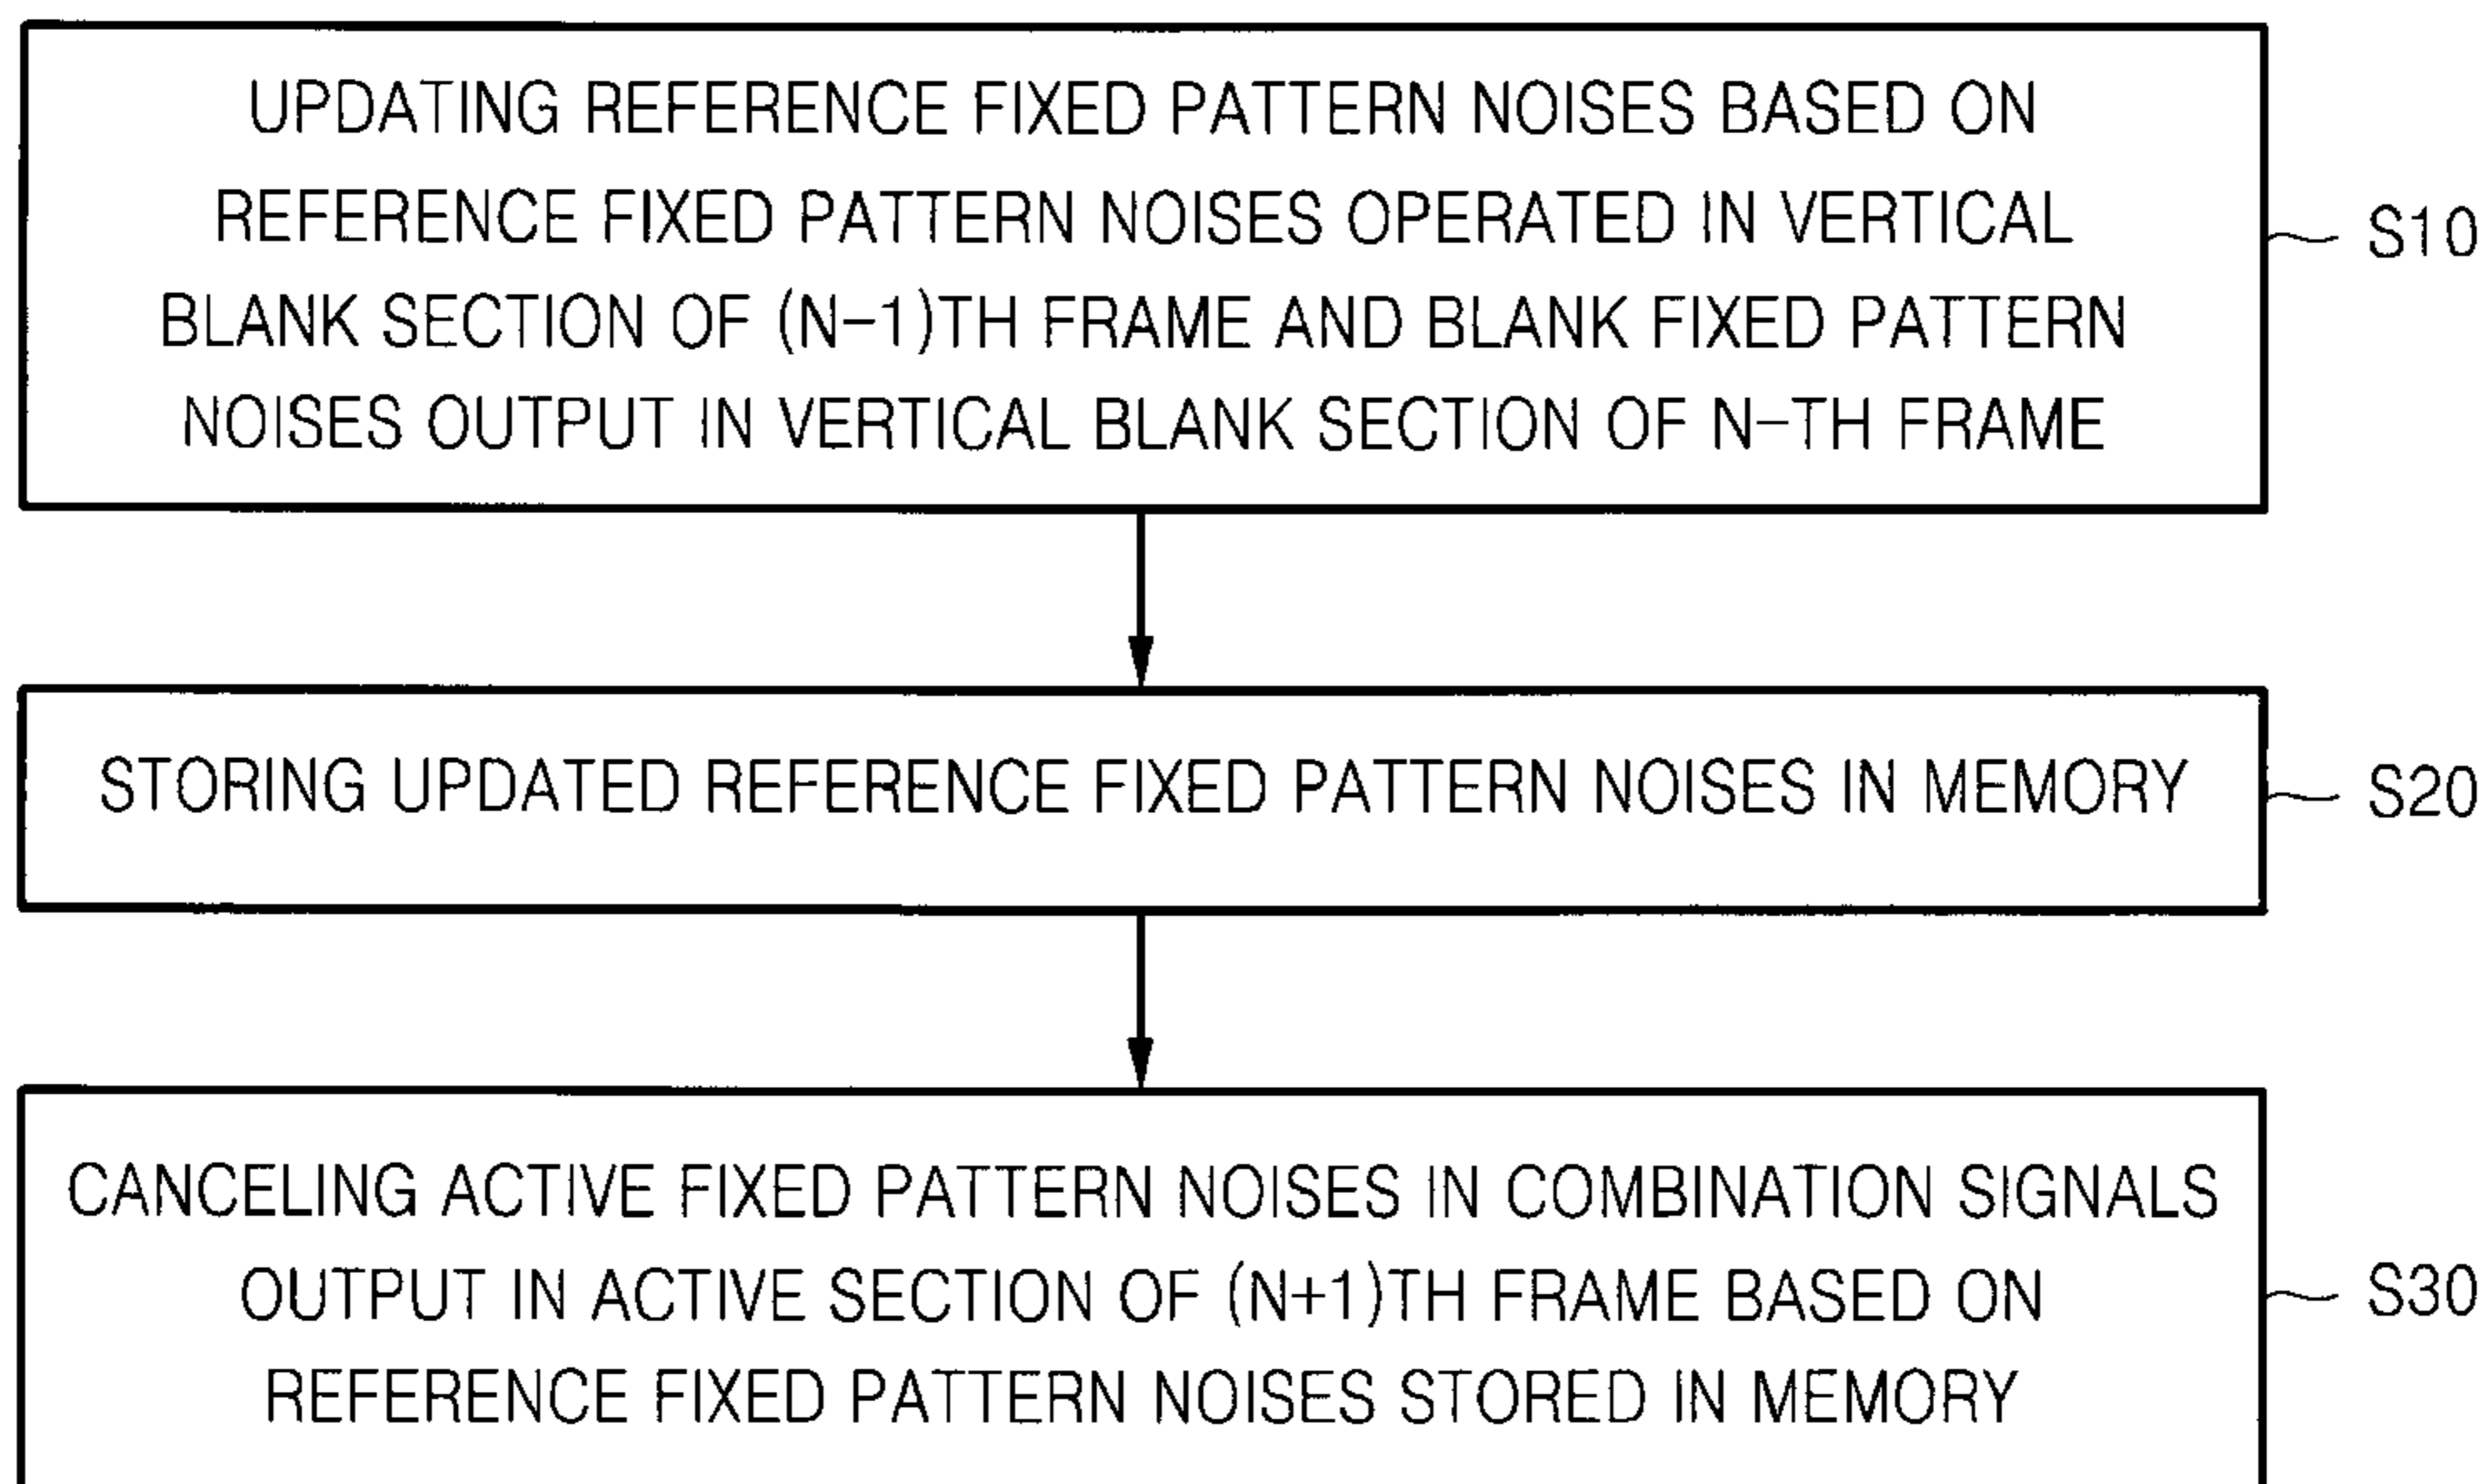 UPDATING REFERENCE FIXED PATTERN NOISES BASED ON
REFERENCE FIXED PATTERN NOISES OPERATED IN VERTICAL
BLANK SECTION OF (N-1)TH FRAME AND BLANK FIXED PATTERN
NOISES OUTPUT IN VERTICAL BLANK SECTION OF N-TH FRAME
S10
STORING UPDATED REFERENCE FIXED PATTERN NOISES IN MEMORY
S20
CANCELING ACTIVE FIXED PATTERN NOISES IN COMBINATION SIGNALS
OUTPUT IN ACTIVE SECTION OF (N+1)TH FRAME BASED ON
REFERENCE FIXED PATTERN NOISES STORED IN MEMORY
S30